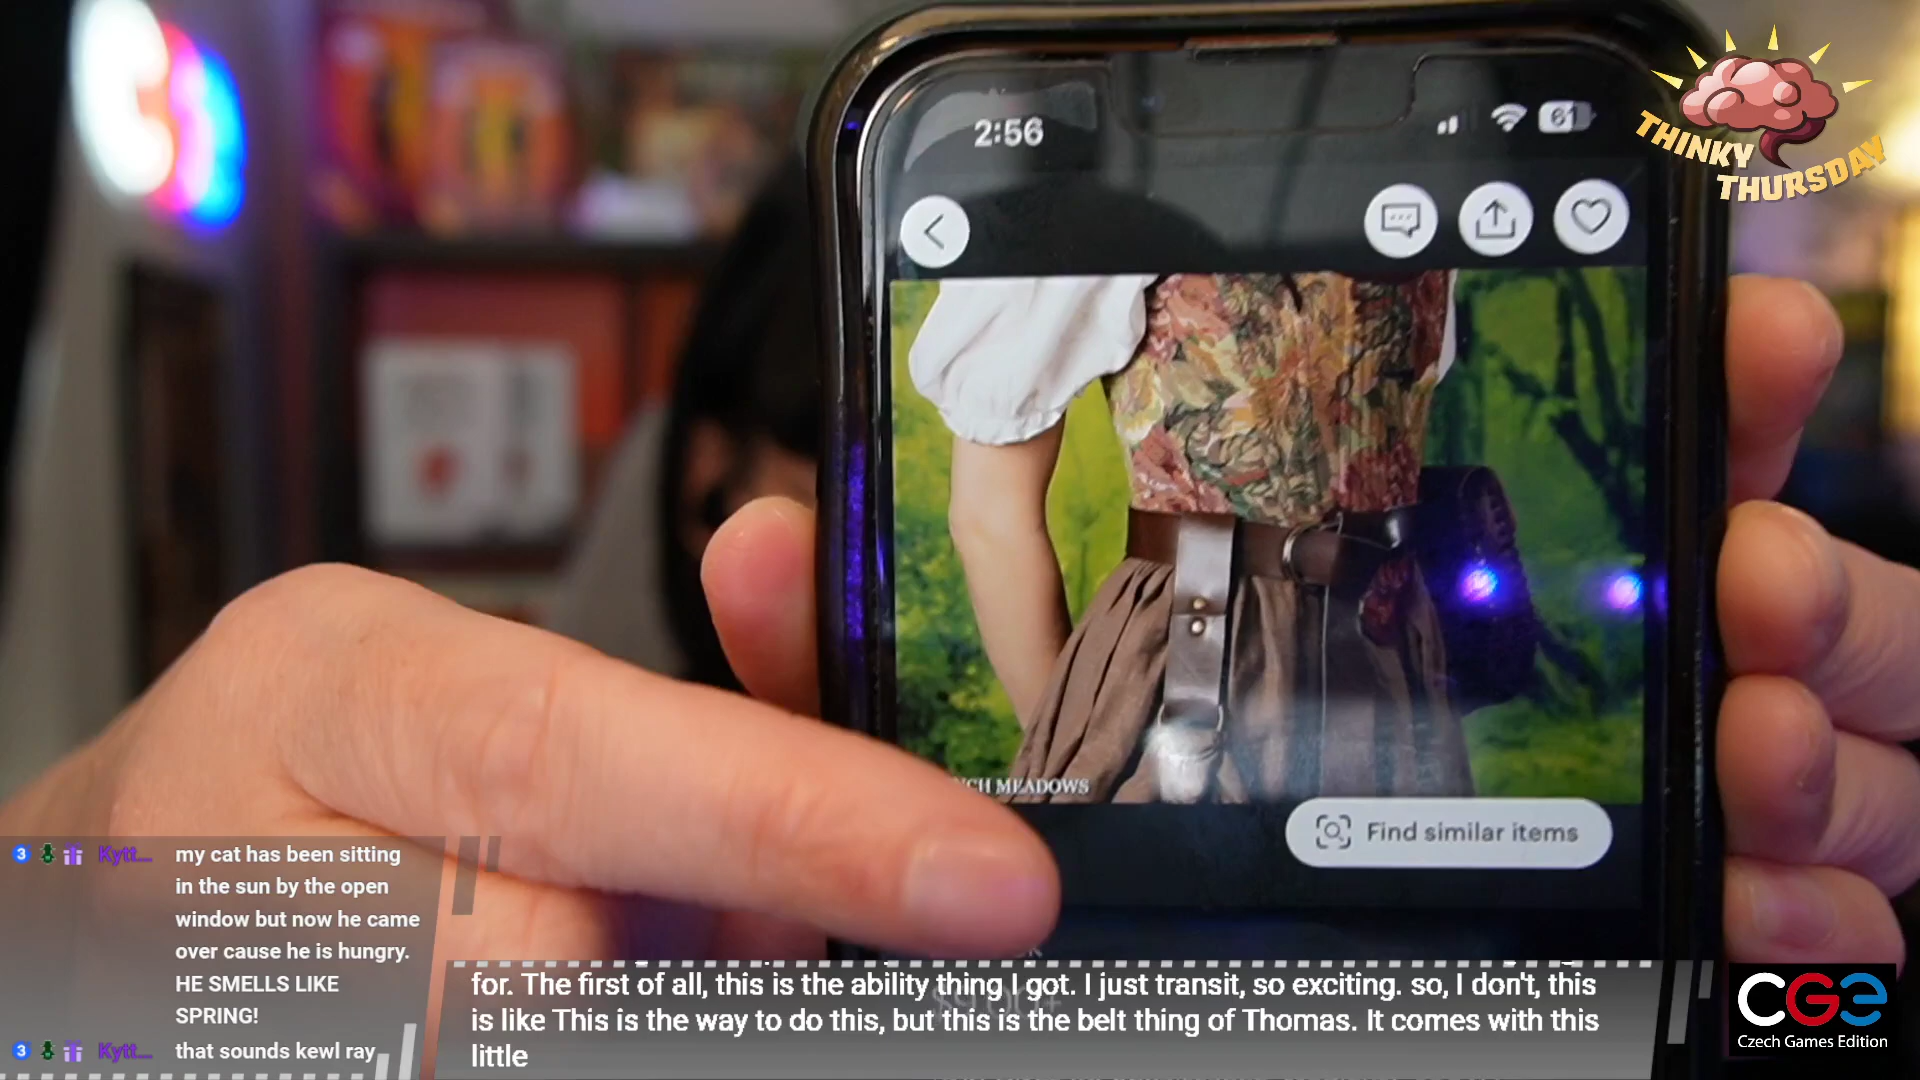 2:56
61
THINKY
THURSDAY
CH MEADOWS
Find similar items
3 Kytt... my cat has been sitting
in the sun by the open
window but now he came
over cause he is hungry.
HE SMELLS LIKE
SPRING!
3 Kytt... that sounds kewl ray
for. The first of all, this is the ability thing I got. I just transit, so exciting. so, I don't, this
is like This is the way to do this, but this is the belt thing of Thomas. It comes with this
little
CGE
Czech Games Edition